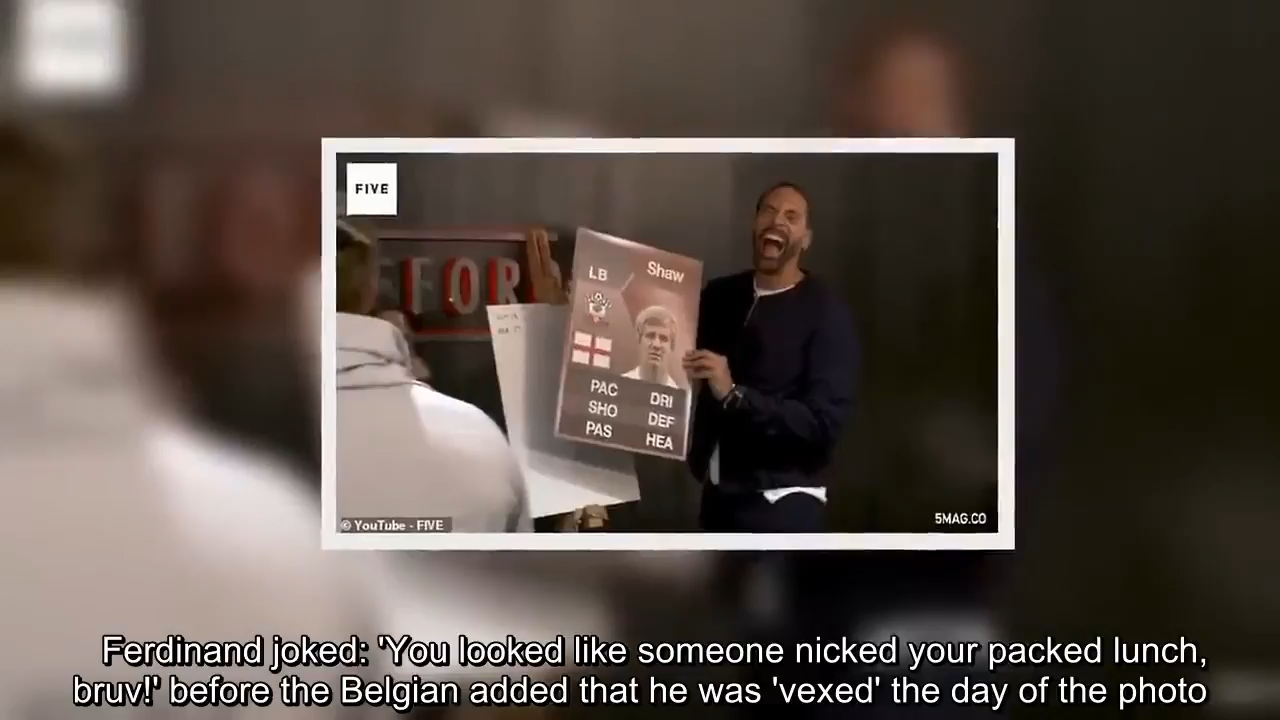 FIVE
FOR
LB
Shaw
PAC
DRI
SHO
DEF
PAS
HEA
5MAG.CO
© YouTube - FIVE
Ferdinand joked: 'You looked like someone nicked your packed lunch,
bruv!' before the Belgian added that he was 'vexed' the day of the photo